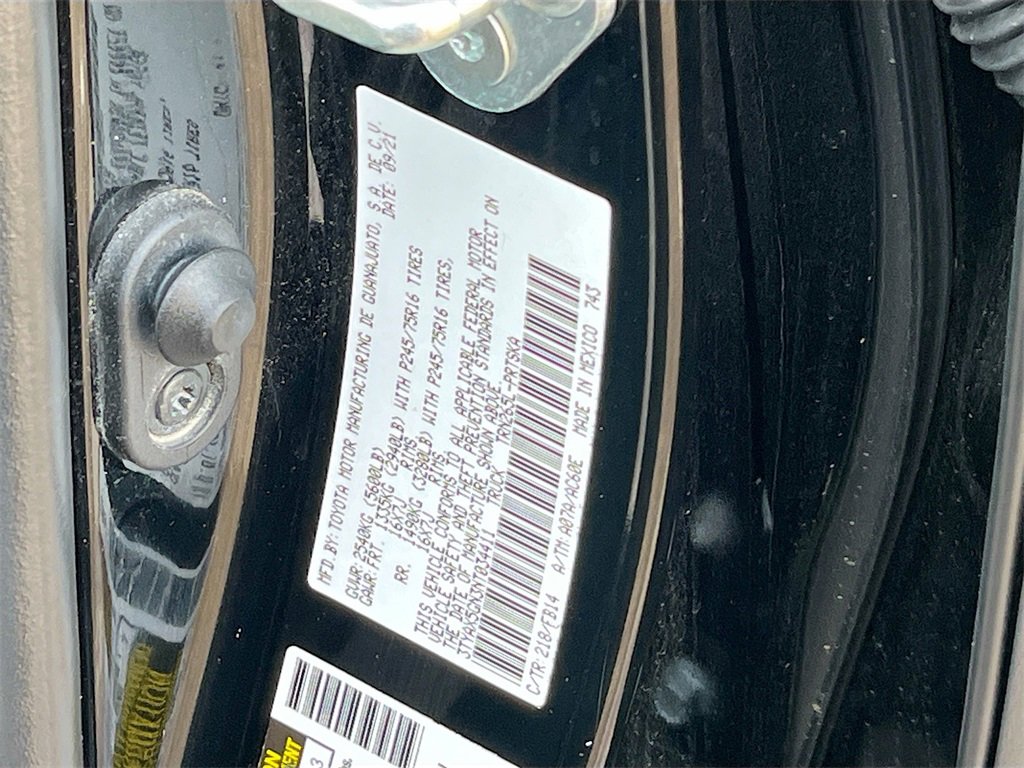 MFD.BY: TOYOTA MOTOR MANUFACTURING DE GUANAJUATO, S.A. DE C.V.
DATE: 09/21
GVWR: 2540KG (5600LB)
GAWR: FRT. 1335KG (2940LB) WITH P245/75R16 TIRES
16X7J RIMS
RR. 1490KG (3280LB) WITH P245/75R16 TIRES,
16X7J RIMS
THIS VEHICLE CONFORMS TO ALL APPLICABLE FEDERAL MOTOR
VEHICLE SAFETY AND THEFT PREVENTION STANDARDS IN EFFECT ON
THE DATE OF MANUFACTURE SHOWN ABOVE.
3TYAX5GN3NT034411 TRUCK TRN265L-PRTSKA
C/TR:218/FB14 A/TM:A07A/AC60E MADE IN MEXICO 743